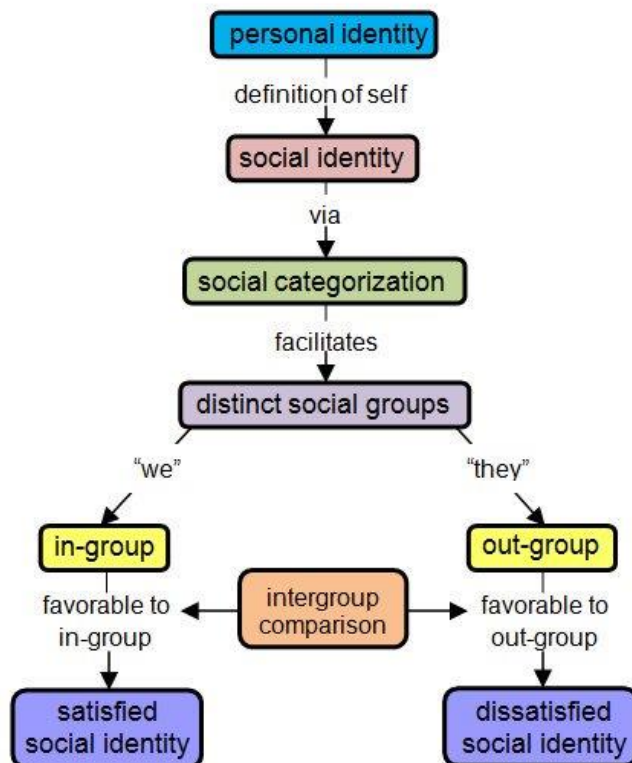 personal identity
definition of self
social identity
via
social categorization
facilitates
distinct social groups
“we”
“they”
in-group
out-group
favorable to
in-group
intergroup
comparison
favorable to
out-group
satisfied
social identity
dissatisfied
social identity